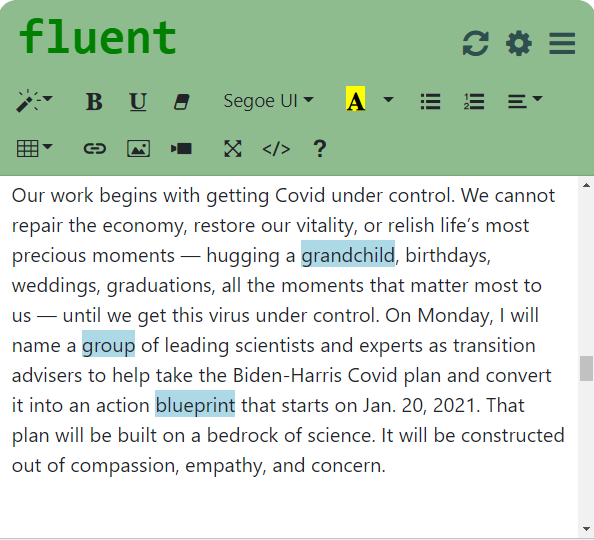 fluent
B U Segoe UI A
</> ?
Our work begins with getting Covid under control. We cannot
repair the economy, restore our vitality, or relish life’s most
precious moments — hugging a grandchild, birthdays,
weddings, graduations, all the moments that matter most to
us — until we get this virus under control. On Monday, I will
name a group of leading scientists and experts as transition
advisers to help take the Biden-Harris Covid plan and convert
it into an action blueprint that starts on Jan. 20, 2021. That
plan will be built on a bedrock of science. It will be constructed
out of compassion, empathy, and concern.